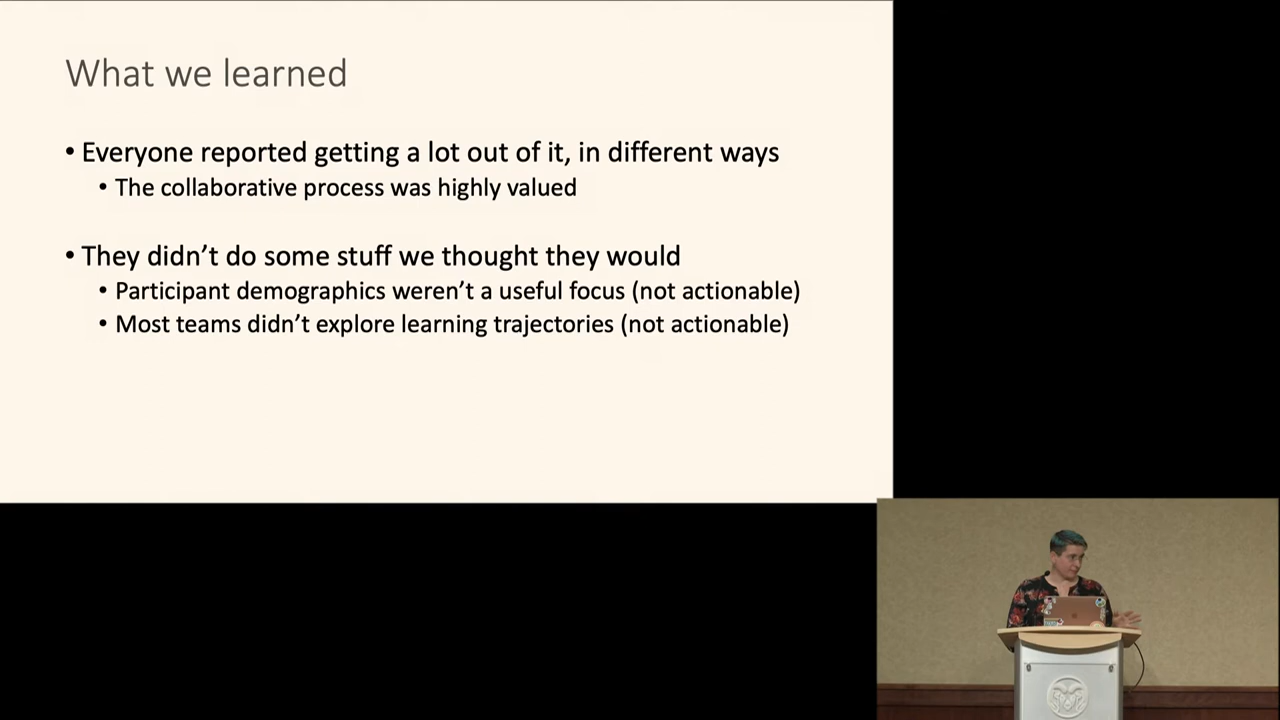 What we learned
• Everyone reported getting a lot out of it, in different ways
• The collaborative process was highly valued
• They didn't do some stuff we thought they would
• Participant demographics weren't a useful focus (not actionable)
• Most teams didn't explore learning trajectories (not actionable)